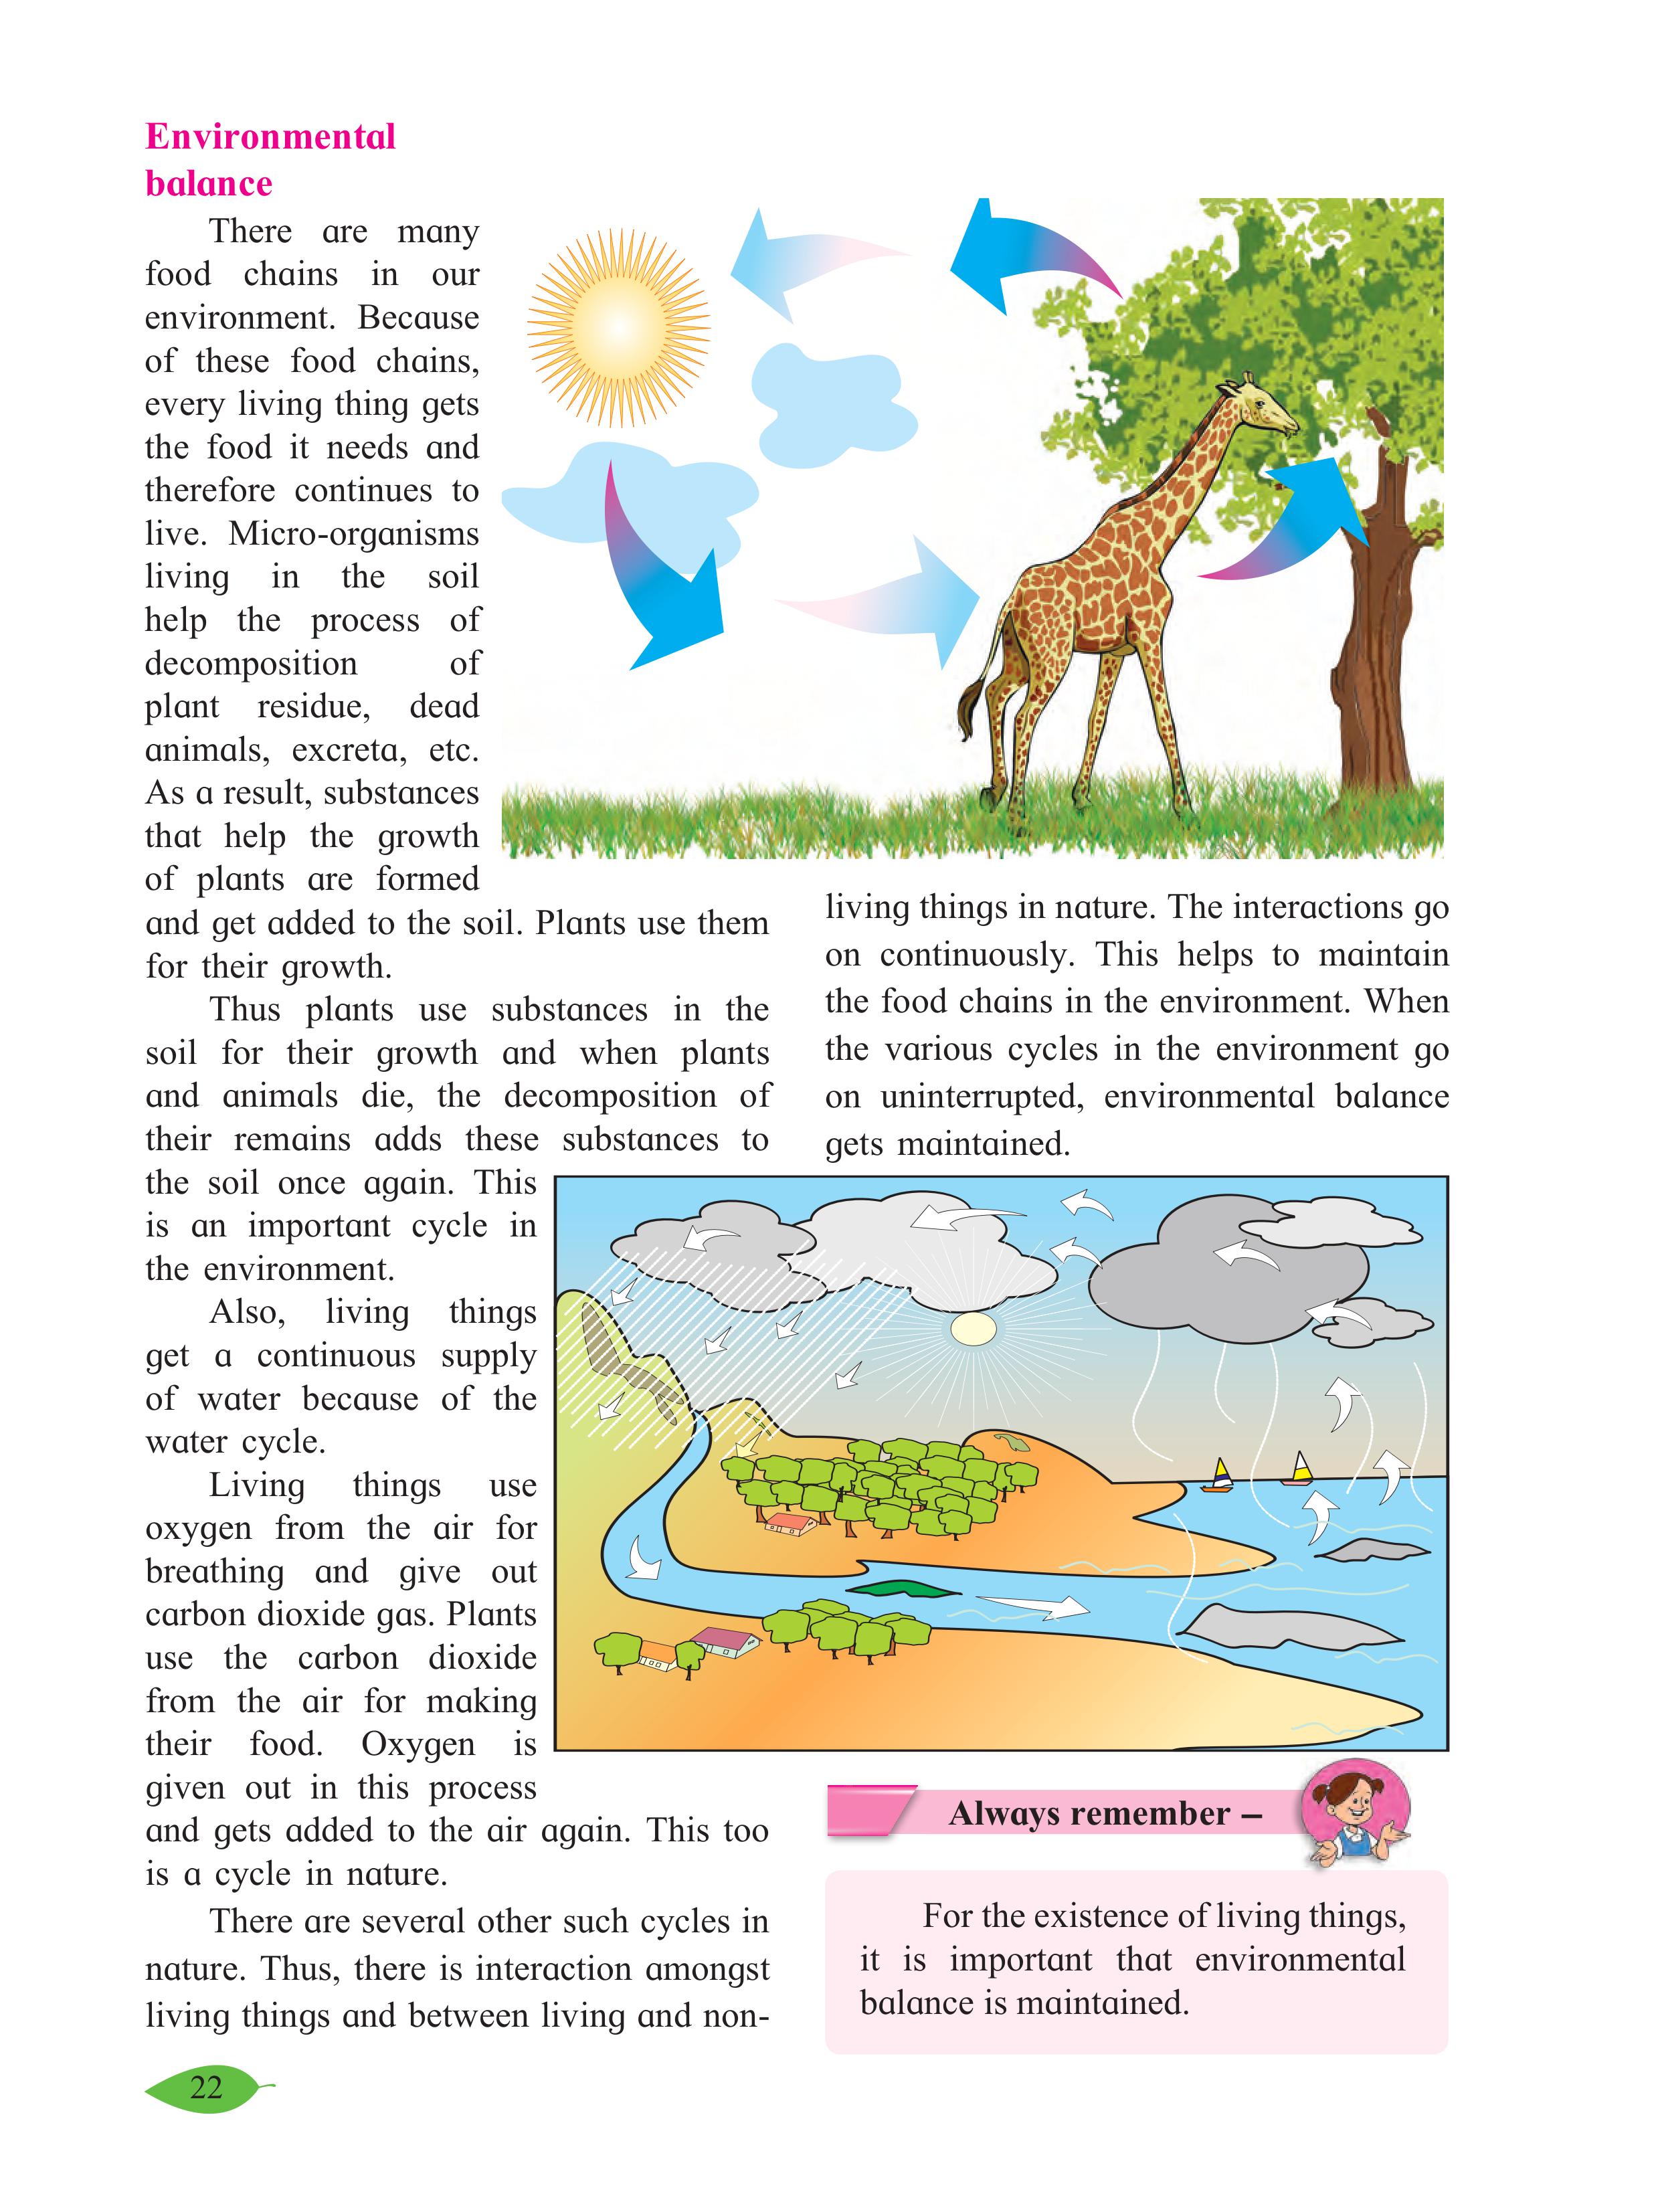 Environmental
balance
There are many
food chains in our
environment. Because
of these food chains,
every living thing gets
the food it needs and
therefore continues to
live. Micro-organisms
living in the soil
help the process of
decomposition of
plant residue, dead
animals, excreta, etc.
As a result, substances
that help the growth
of plants are formed
and get added to the soil. Plants use them
for their growth.
Thus plants use substances in the
soil for their growth and when plants
and animals die, the decomposition of
their remains adds these substances to
the soil once again. This
is an important cycle in
the environment.
Also, living things
get a continuous supply
of water because of the
water cycle.
Living things use
oxygen from the air for
breathing and give out
carbon dioxide gas. Plants
use the carbon dioxide
from the air for making
their food. Oxygen is
given out in this process
and gets added to the air again. This too
is a cycle in nature.
There are several other such cycles in
nature. Thus, there is interaction amongst
living things and between living and non-
living things in nature. The interactions go
on continuously. This helps to maintain
the food chains in the environment. When
the various cycles in the environment go
on uninterrupted, environmental balance
gets maintained.
Always remember –
For the existence of living things,
it is important that environmental
balance is maintained.
22